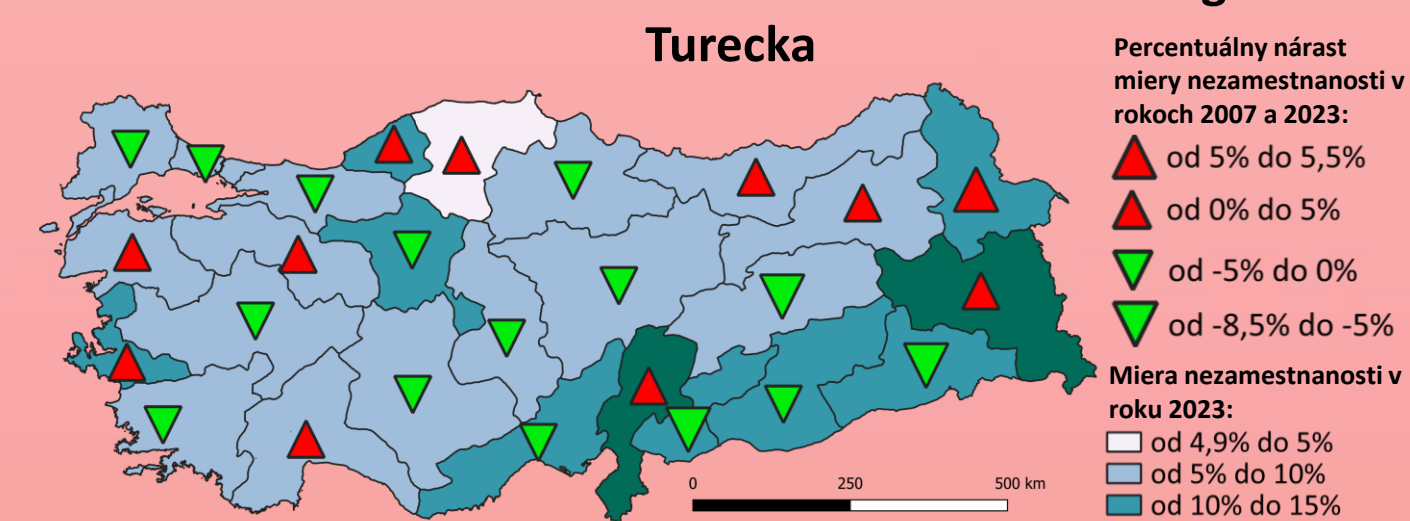 Turecka
Percentuálny nárast
miery nezamestnanosti v
rokoch 2007 a 2023:
od 5% do 5,5%
od 0% do 5%
od -5% do 0%
od -8,5% do -5%
Miera nezamestnanosti v
roku 2023:
od 4,9% do 5%
od 5% do 10%
od 10% do 15%
0 250 500 km